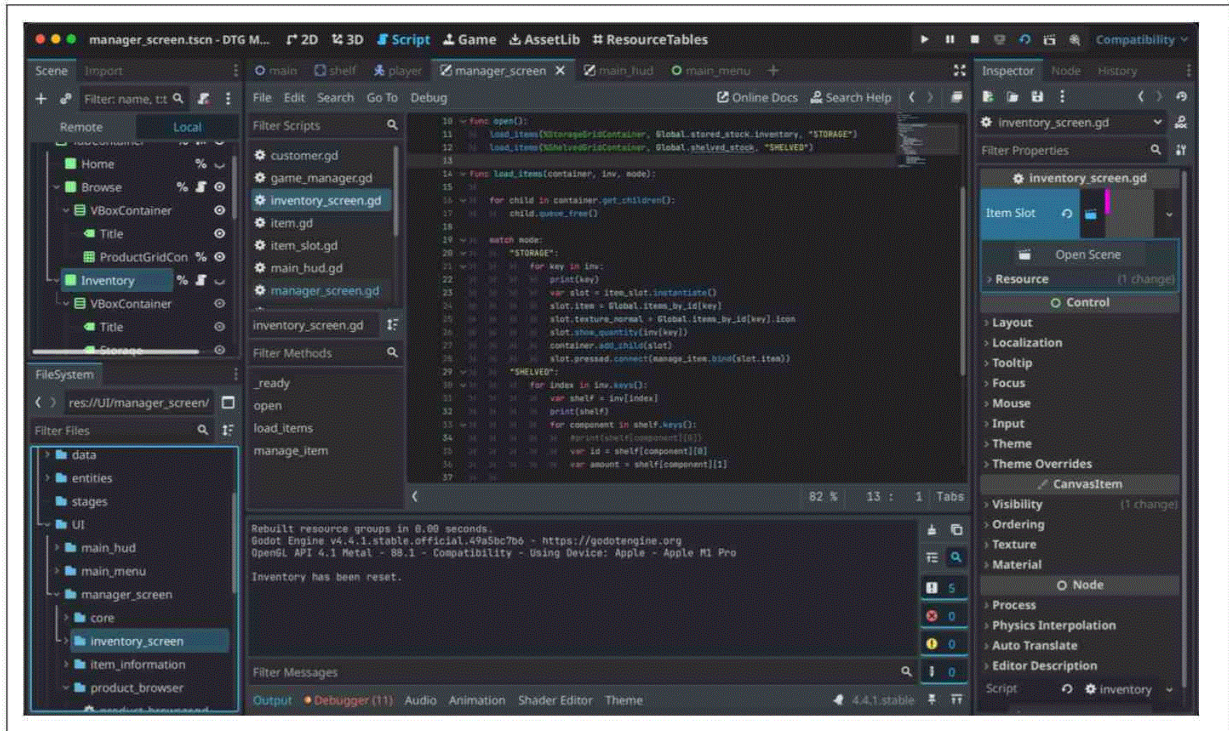 manager_screen.tscn - DTG M... 2D 3D Script Game AssetLib ResourceTables Compatibility
Scene Import
Filter: name, t:t
Remote Local
Home
Browse
VBoxContainer
Title
ProductGridCon
Inventory
VBoxContainer
Title
Storage
FileSystem
res://UI/manager_screen/
Filter Files
data
entities
stages
UI
main_hud
main_menu
manager_screen
core
inventory_screen
item_information
product_browser
main shelf player manager_screen main_hud main_menu
File Edit Search Go To Debug Online Docs Search Help
Filter Scripts
customer.gd
game_manager.gd
inventory_screen.gd
item.gd
item_slot.gd
main_hud.gd
manager_screen.gd
inventory_screen.gd
Filter Methods
_ready
open
load_items
manage_item
10 func open():
11 load_items(%StorageGridContainer, Global.stored_stock.inventory, "STORAGE")
12 load_items(%ShelvedGridContainer, Global.shelved_stock, "SHELVED")
13
14 func load_items(container, inv, mode):
15
16 for child in container.get_children():
17 child.queue_free()
18
19 match mode:
20 "STORAGE":
21 for key in inv:
22 print(key)
23 var slot = item_slot.instantiate()
24 slot.item = Global.items_by_id[key]
25 slot.texture_normal = Global.items_by_id[key].icon
26 slot.show_quantity(inv[key])
27 container.add_child(slot)
28 slot.pressed.connect(manage_item.bind(slot.item))
29 "SHELVED":
30 for index in inv.keys():
31 var shelf = inv[index]
32 print(shelf)
33 for component in shelf.keys():
34 #print(shelf[component][0])
35 var id = shelf[component][0]
36 var amount = shelf[component][1]
37
82 % 13 : 1 Tabs
Rebuilt resource groups in 0.00 seconds.
Godot Engine v4.4.1.stable.official.49a5bc7b6 - https://godotengine.org
OpenGL API 4.1 Metal - 88.1 - Compatibility - Using Device: Apple - Apple M1 Pro
Inventory has been reset.
5
0
0
0
Filter Messages
Output Debugger (11) Audio Animation Shader Editor Theme 4.4.1.stable
Inspector Node History
inventory_screen.gd
Filter Properties
inventory_screen.gd
Item Slot
Open Scene
Resource (1 change)
Control
Layout
Localization
Tooltip
Focus
Mouse
Input
Theme
Theme Overrides
CanvasItem
Visibility (1 change)
Ordering
Texture
Material
Node
Process
Physics Interpolation
Auto Translate
Editor Description
Script inventory